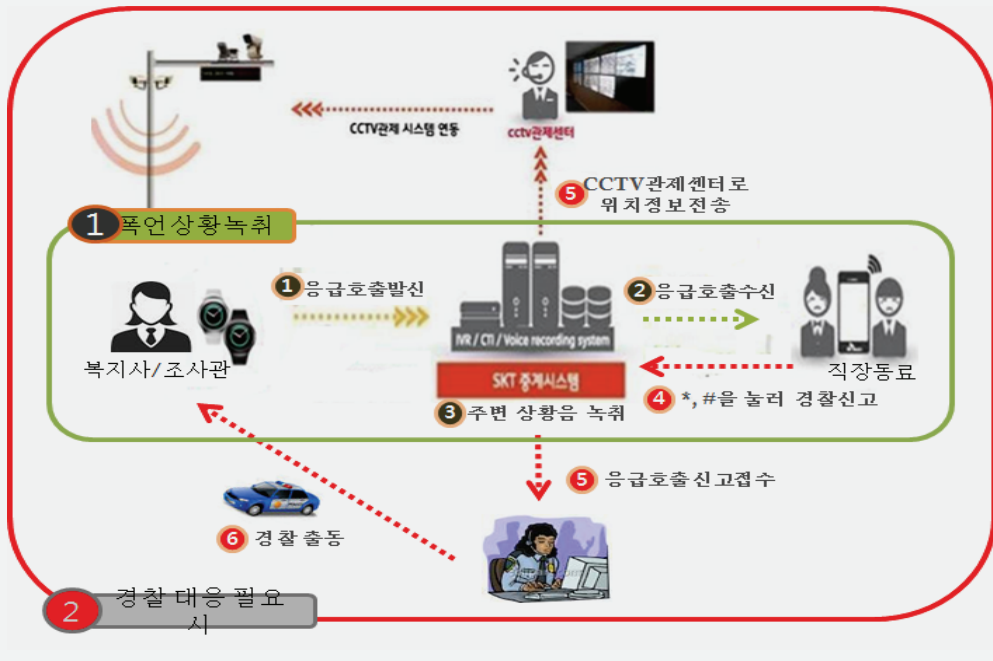 CCTV관제 시스템 연동
cctv관제센터
5 CCTV관제센터로
위치정보전송
1 폭언상황녹취
1 응급호출발신
2 응급호출수신
IVR / CTI / Voice recording system
복지사/조사관
SKT 중계시스템
직장동료
3 주변 상황음 녹취
4 *, #을 눌러 경찰신고
5 응급호출신고접수
6 경찰 출동
2 경찰 대응 필요
시